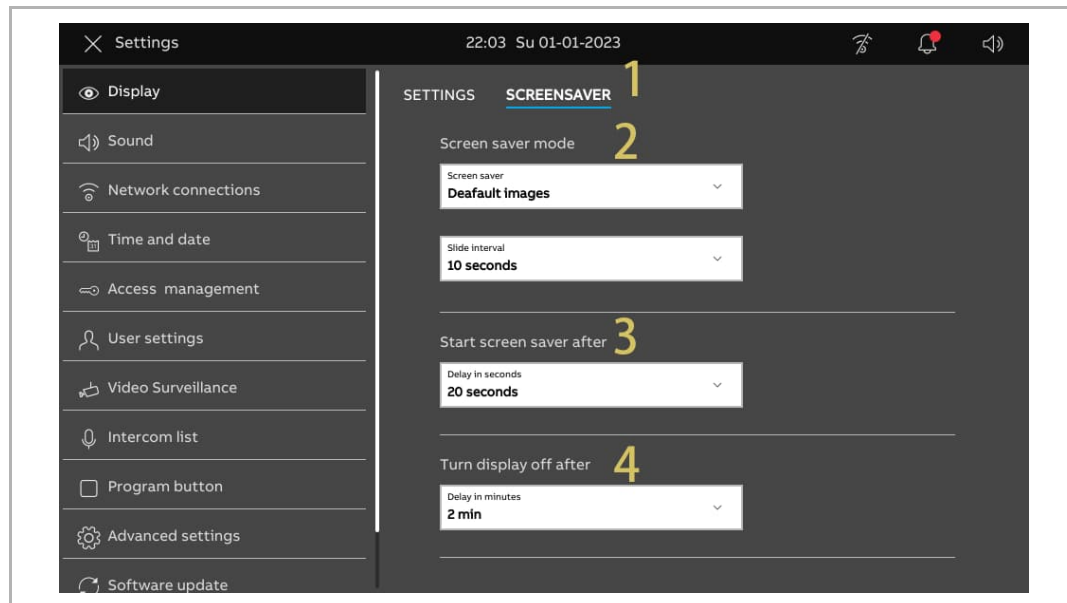 Settings
22:03 Su 01-01-2023
Display
Sound
Network connections
31
Time and date
Access management
User settings
Video Surveillance
Intercom list
Program button
Advanced settings
Software update
SETTINGS SCREENSAVER 1
Screen saver mode 2
Screen saver
Deafault images
Slide interval
10 seconds
Start screen saver after 3
Delay in seconds
20 seconds
Turn display off after 4
Delay in minutes
2 min